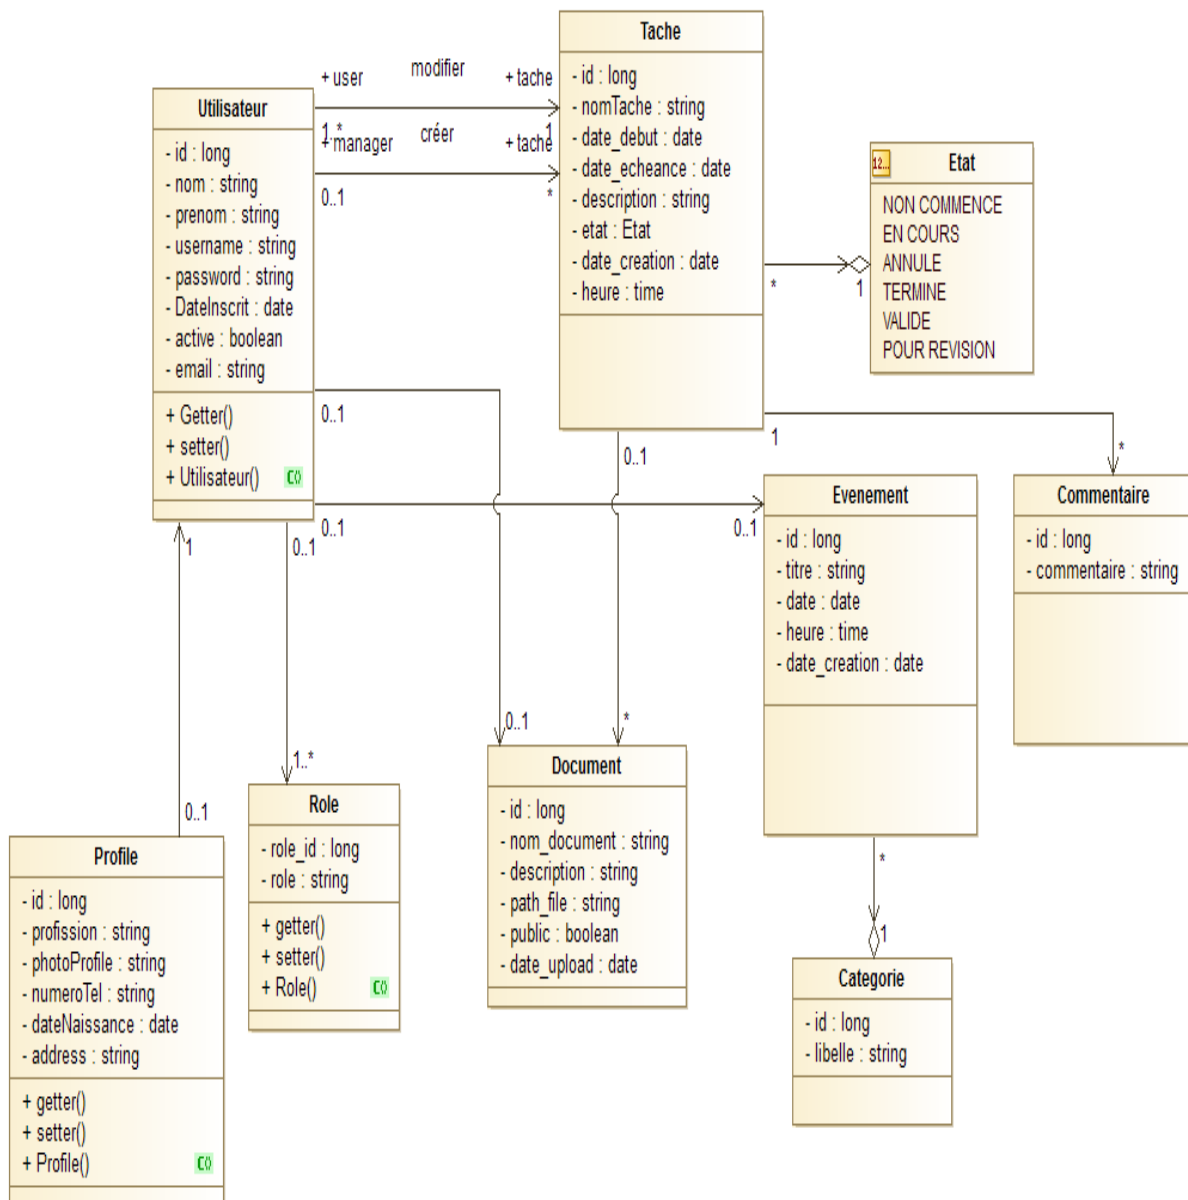 Tache
- id : long
- nomTache : string
- date_debut : date
- date_echeance : date
- description : string
- etat : Etat
- date_creation : date
- heure : time
+ user
modifier
+ tache
1..*
1
+ manager
créer
+ tache
0..1
*
Utilisateur
- id : long
- nom : string
- prenom : string
- username : string
- password : string
- DateInscrit : date
- active : boolean
- email : string
+ Getter()
+ setter()
+ Utilisateur()
C()
12...
Etat
NON COMMENCE
EN COURS
ANNULE
TERMINE
VALIDE
POUR REVISION
*
1
0..1
0..1
1
*
0..1
0..1
0..1
*
1
0..1
0..1
1..*
Evenement
- id : long
- titre : string
- date : date
- heure : time
- date_creation : date
Commentaire
- id : long
- commentaire : string
Document
- id : long
- nom_document : string
- description : string
- path_file : string
- public : boolean
- date_upload : date
Role
- role_id : long
- role : string
+ getter()
+ setter()
+ Role()
C()
Profile
- id : long
- profission : string
- photoProfile : string
- numeroTel : string
- dateNaissance : date
- address : string
+ getter()
+ setter()
+ Profile()
C()
*
1
Categorie
- id : long
- libelle : string